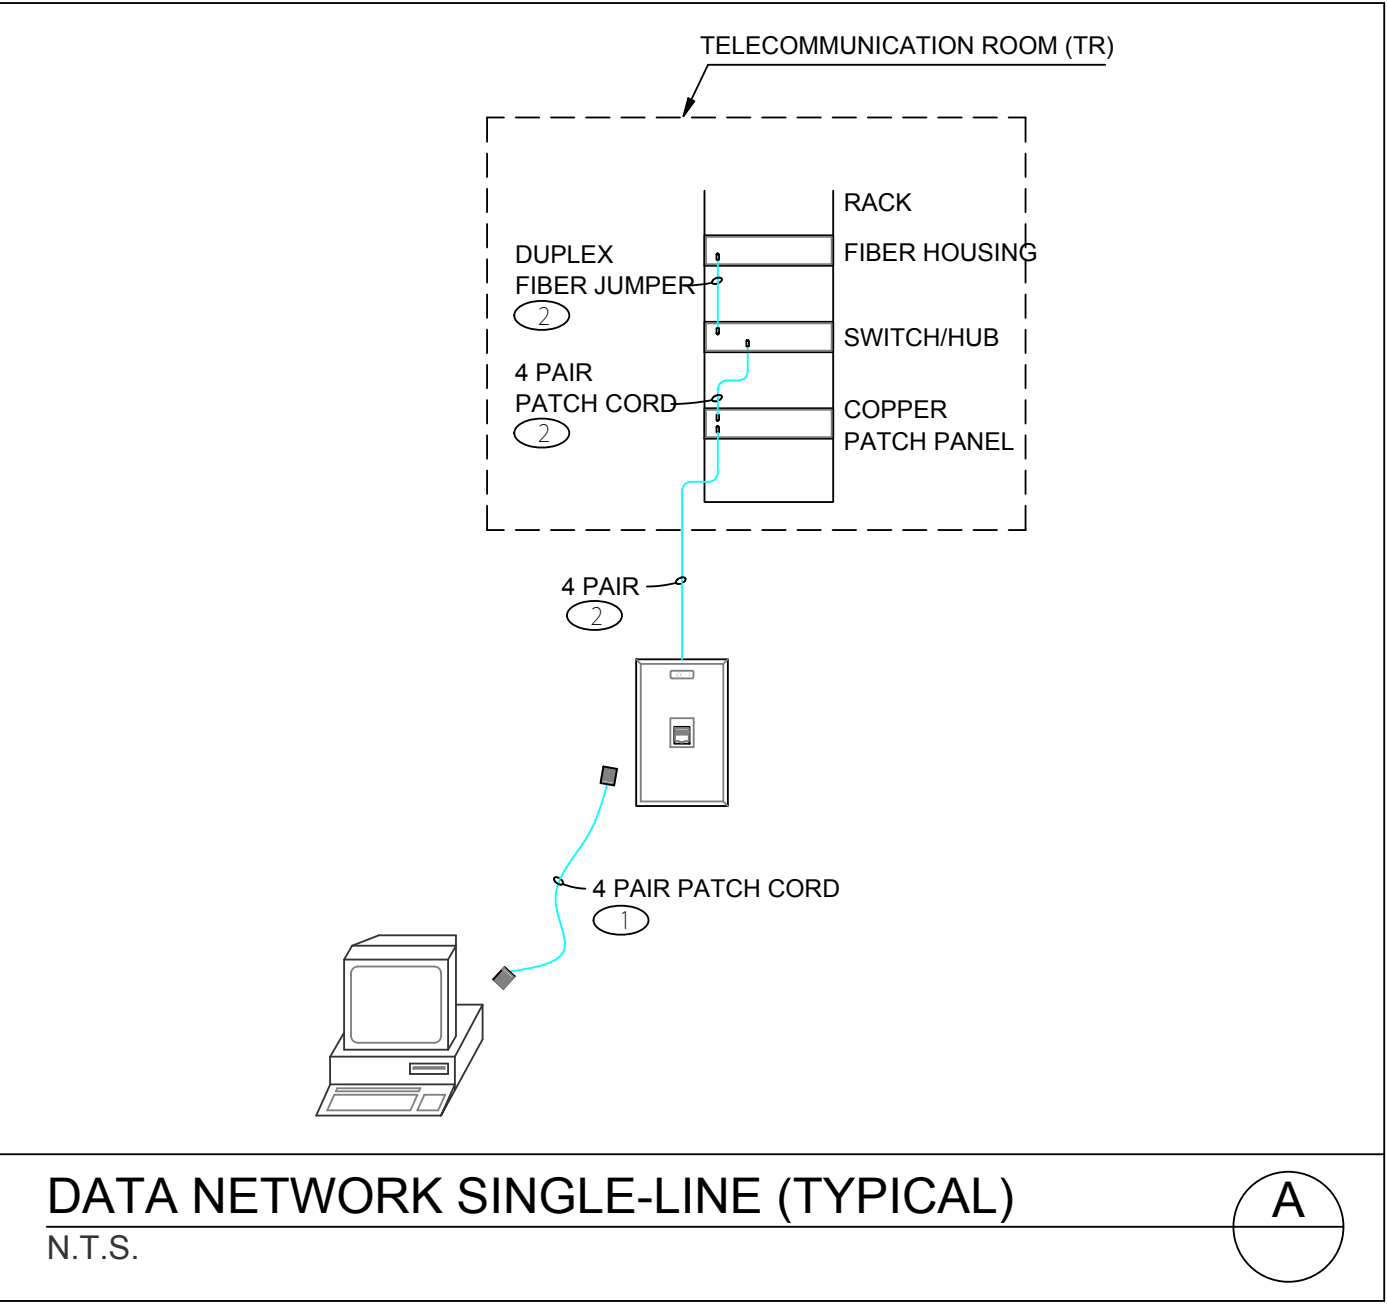 TELECOMMUNICATION ROOM (TR)
RACK
DUPLEX
FIBER JUMPER
2
FIBER HOUSING
SWITCH/HUB
4 PAIR
PATCH CORD
2
COPPER
PATCH PANEL
4 PAIR
2
4 PAIR PATCH CORD
1
DATA NETWORK SINGLE-LINE (TYPICAL)
N.T.S.
A